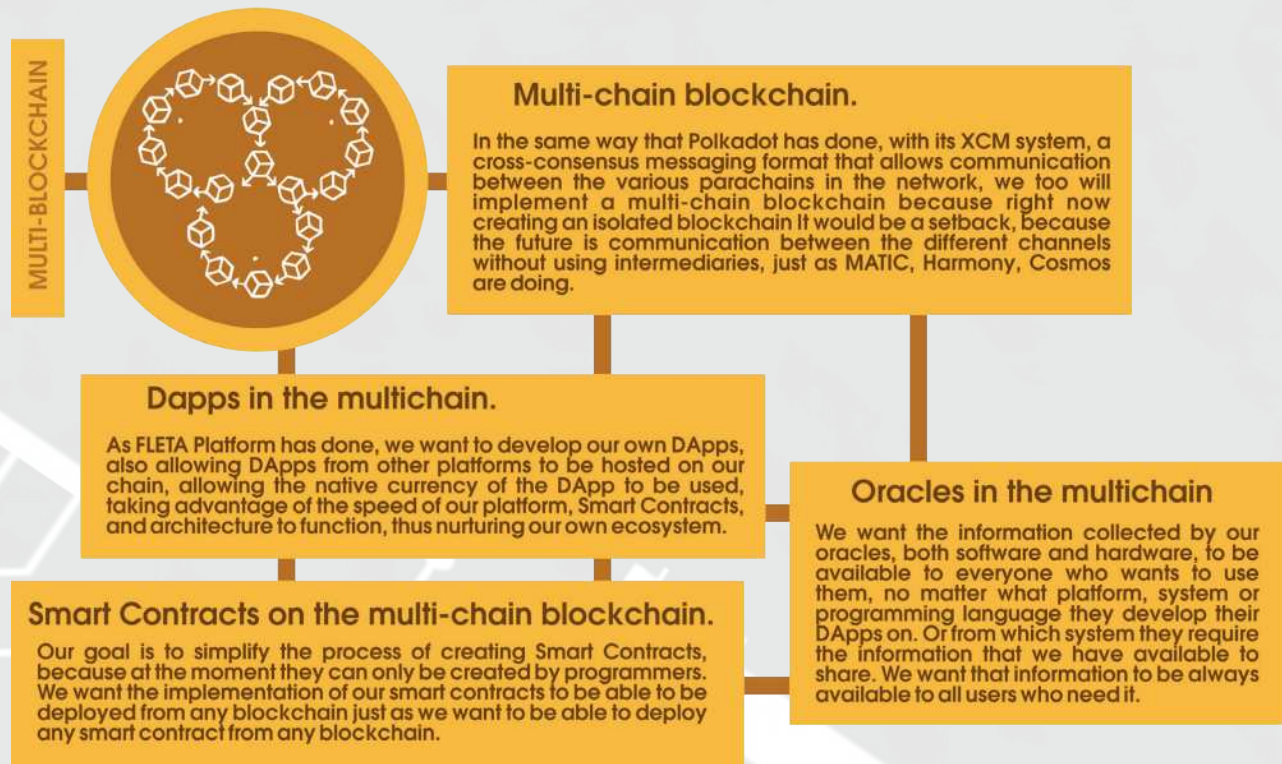 MULTI-BLOCKCHAIN
Multi-chain blockchain.
In the same way that Polkadot has done, with its XCM system, a
cross-consensus messaging format that allows communication
between the various parachains in the network, we too will
implement a multi-chain blockchain because right now
creating an isolated blockchain It would be a setback, because
the future is communication between the different channels
without using intermediaries, just as MATIC, Harmony, Cosmos
are doing.
Dapps in the multichain.
As FLETA Platform has done, we want to develop our own DApps,
also allowing DApps from other platforms to be hosted on our
chain, allowing the native currency of the DApp to be used,
taking advantage of the speed of our platform, Smart Contracts,
and architecture to function, thus nurturing our own ecosystem.
Oracles in the multichain
We want the information collected by our
oracles, both software and hardware, to be
available to everyone who wants to use
them, no matter what platform, system or
programming language they develop their
DApps on. Or from which system they require
the information that we have available to
share. We want that information to be always
available to all users who need it.
Smart Contracts on the multi-chain blockchain.
Our goal is to simplify the process of creating Smart Contracts,
because at the moment they can only be created by programmers.
We want the implementation of our smart contracts to be able to be
deployed from any blockchain just as we want to be able to deploy
any smart contract from any blockchain.